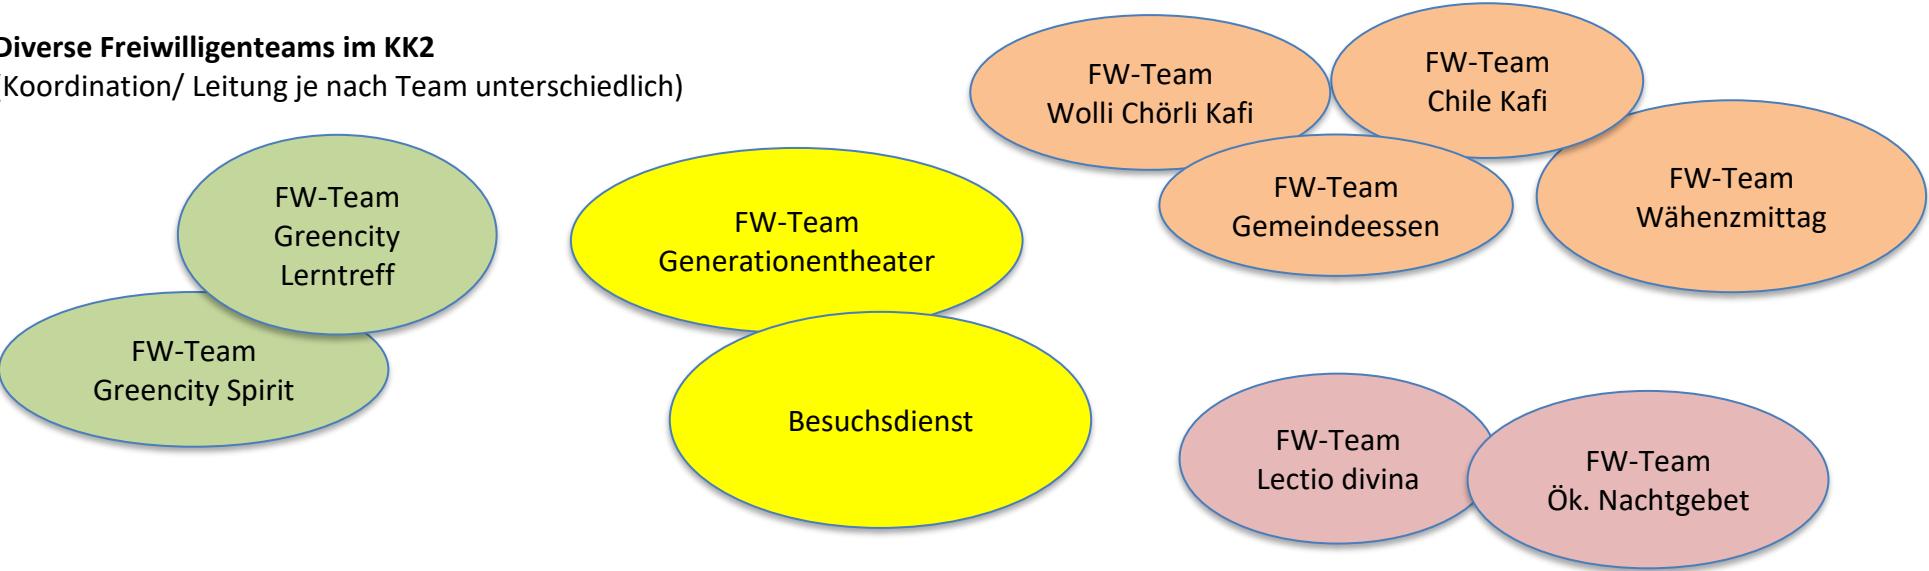 Diverse Freiwilligenteams im KK2
(Koordination/ Leitung je nach Team unterschiedlich)
FW-Team
Greencity
Lerntreff
FW-Team
Greencity Spirit
FW-Team
Generationentheater
Besuchsdienst
FW-Team
Wolli Chörli Kafi
FW-Team
Chile Kafi
FW-Team
Gemeindeessen
FW-Team
Wähenzmittag
FW-Team
Lectio divina
FW-Team
Ök. Nachtgebet